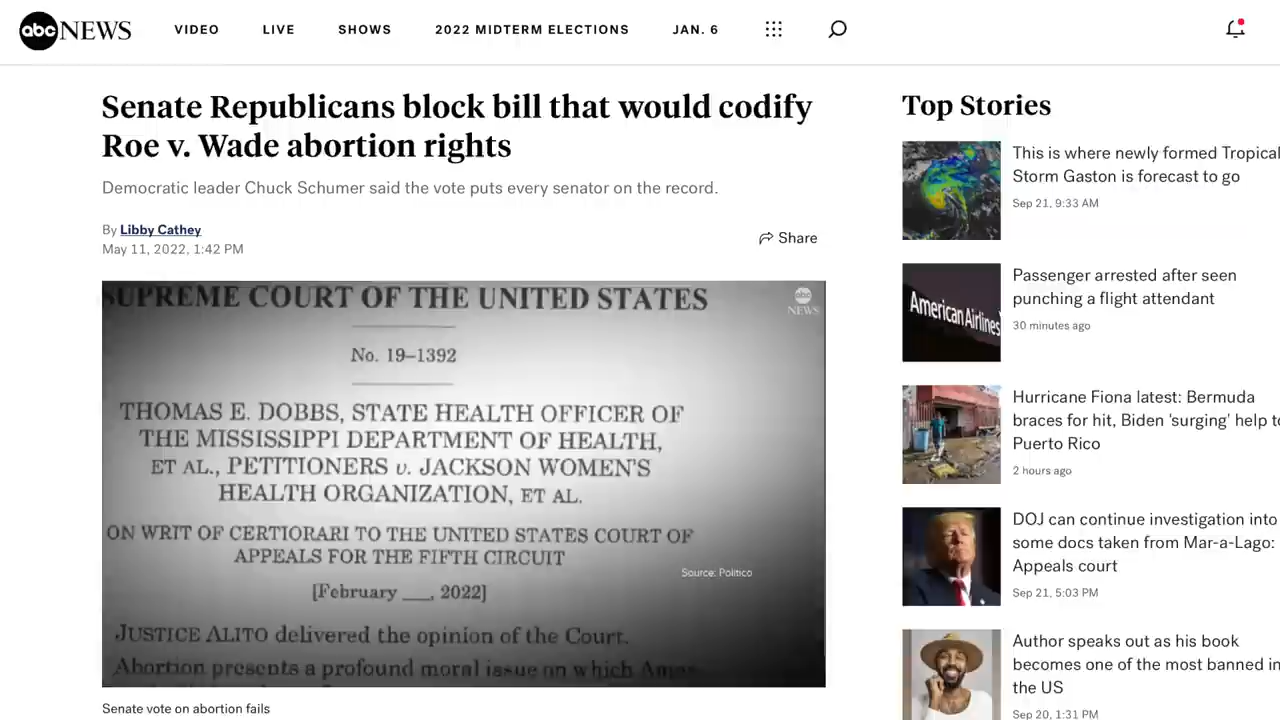 abc NEWS
VIDEO
LIVE
SHOWS
2022 MIDTERM ELECTIONS
JAN. 6
Senate Republicans block bill that would codify
Roe v. Wade abortion rights
Democratic leader Chuck Schumer said the vote puts every senator on the record.
By Libby Cathey
May 11, 2022, 1:42 PM
Share
SUPREME COURT OF THE UNITED STATES
abc
NEWS
No. 19–1392
THOMAS E. DOBBS, STATE HEALTH OFFICER OF
THE MISSISSIPPI DEPARTMENT OF HEALTH,
ET AL., PETITIONERS v. JACKSON WOMEN'S
HEALTH ORGANIZATION, ET AL.
ON WRIT OF CERTIORARI TO THE UNITED STATES COURT OF
APPEALS FOR THE FIFTH CIRCUIT
Source: Politico
[February ___, 2022]
JUSTICE ALITO delivered the opinion of the Court.
Abortion presents a profound moral issue on which
Senate vote on abortion fails
Top Stories
This is where newly formed Tropical
Storm Gaston is forecast to go
Sep 21, 9:33 AM
American Airlines
Passenger arrested after seen
punching a flight attendant
30 minutes ago
Hurricane Fiona latest: Bermuda
braces for hit, Biden 'surging' help to
Puerto Rico
2 hours ago
DOJ can continue investigation into
some docs taken from Mar-a-Lago:
Appeals court
Sep 21, 5:03 PM
Author speaks out as his book
becomes one of the most banned in
the US
Sep 20, 1:31 PM